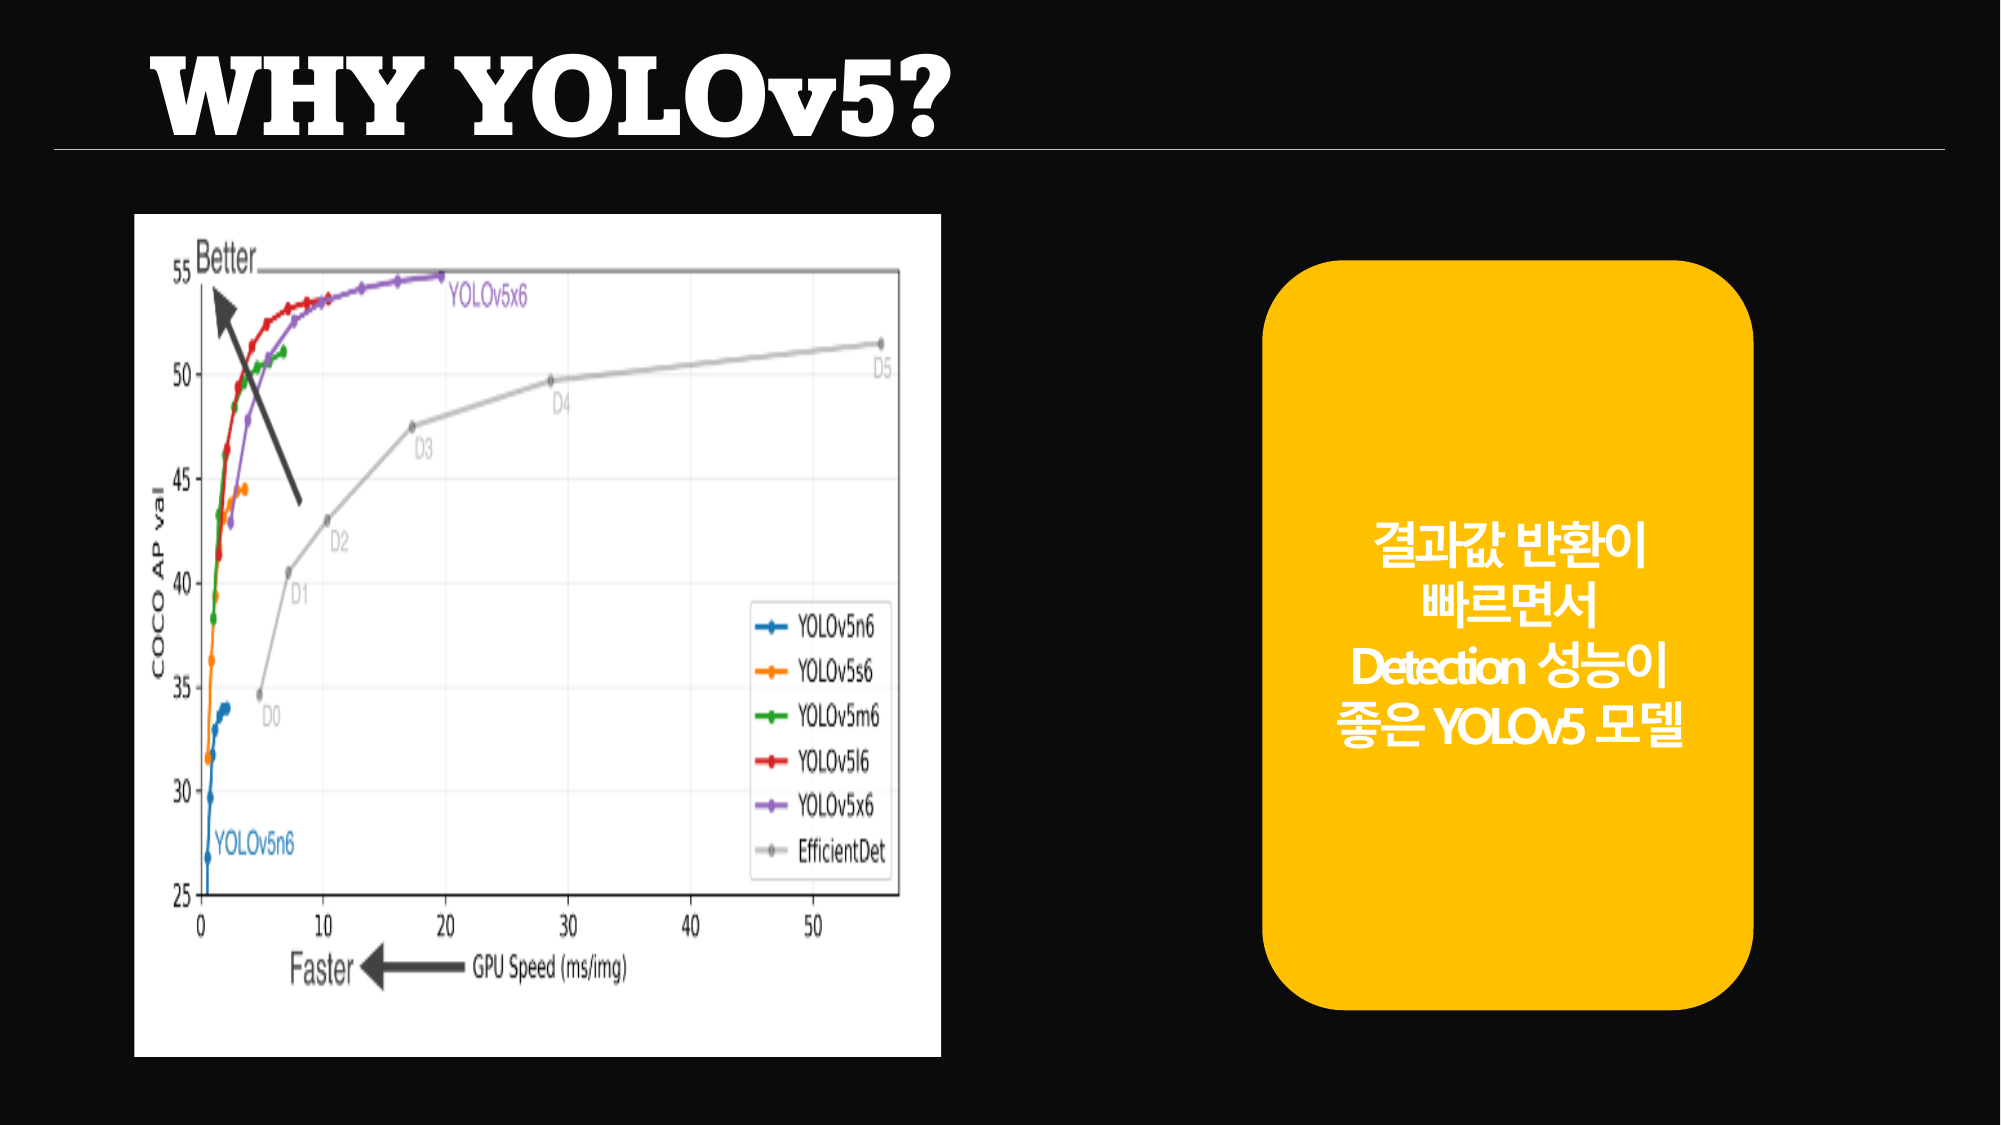 WHY YOLOv5?
Better
55
50
45
40
35
30
25
COCO AP val
YOLOv5x6
D5
D4
D3
D2
D1
D0
YOLOv5n6
YOLOv5n6
YOLOv5s6
YOLOv5m6
YOLOv5l6
YOLOv5x6
EfficientDet
0 10 20 30 40 50
Faster GPU Speed (ms/img)
결과값 반환이
빠르면서
Detection 성능이
좋은 YOLOv5 모델